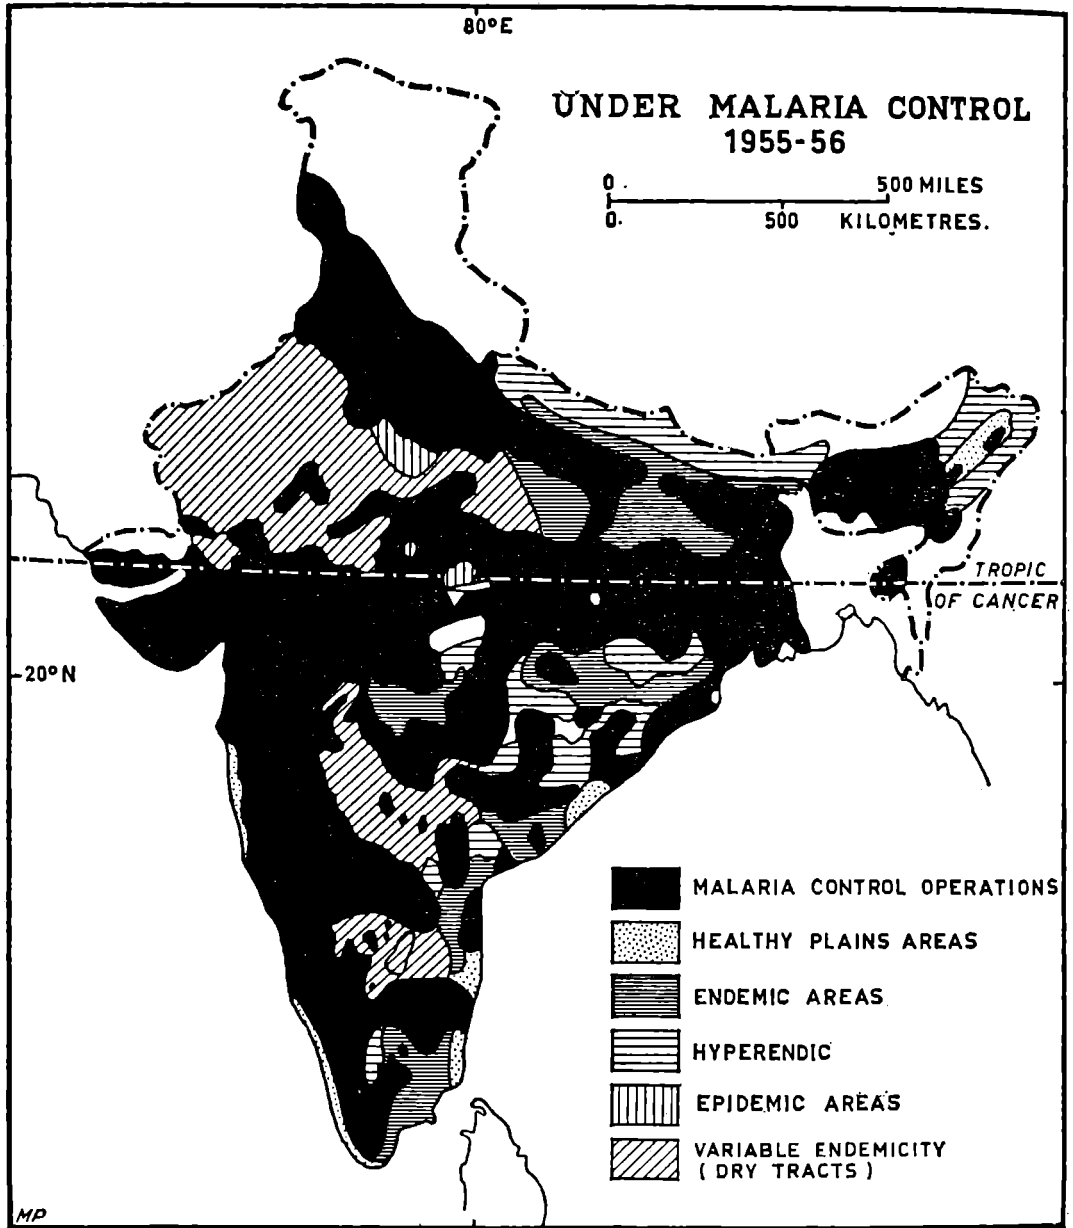 80°E
UNDER MALARIA CONTROL
1955-56
0 500 MILES
0 500 KILOMETRES.
TROPIC
OF CANCER
20°N
MALARIA CONTROL OPERATIONS
HEALTHY PLAINS AREAS
ENDEMIC AREAS
HYPERENDIC
EPIDEMIC AREAS
VARIABLE ENDEMICITY
(DRY TRACTS)
MP